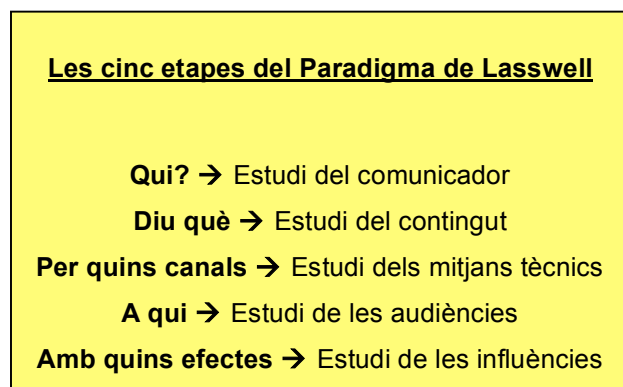 Les cinc etapes del Paradigma de Lasswell
Qui? → Estudi del comunicador
Diu què → Estudi del contingut
Per quins canals → Estudi dels mitjans tècnics
A qui → Estudi de les audiències
Amb quins efectes → Estudi de les influències